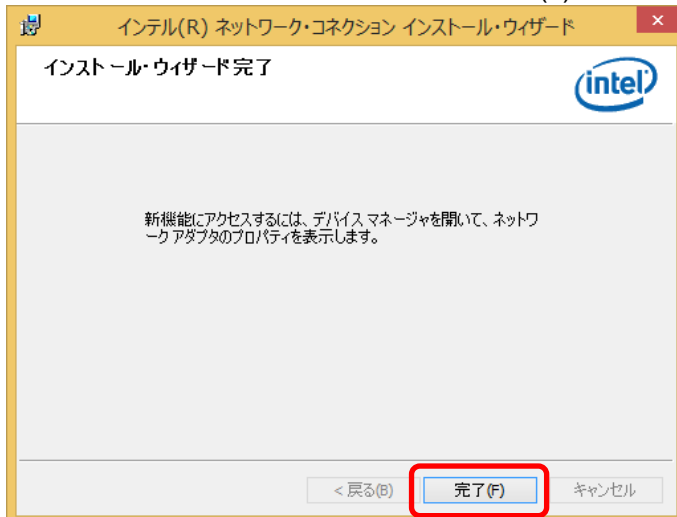 インテル(R) ネットワーク・コネクション インストール・ウィザード
インストール・ウィザード完了
intel
新機能にアクセスするには、デバイス マネージャを開いて、ネットワ
ーク アダプタのプロパティを表示します。
< 戻る(B)
完了(F)
キャンセル